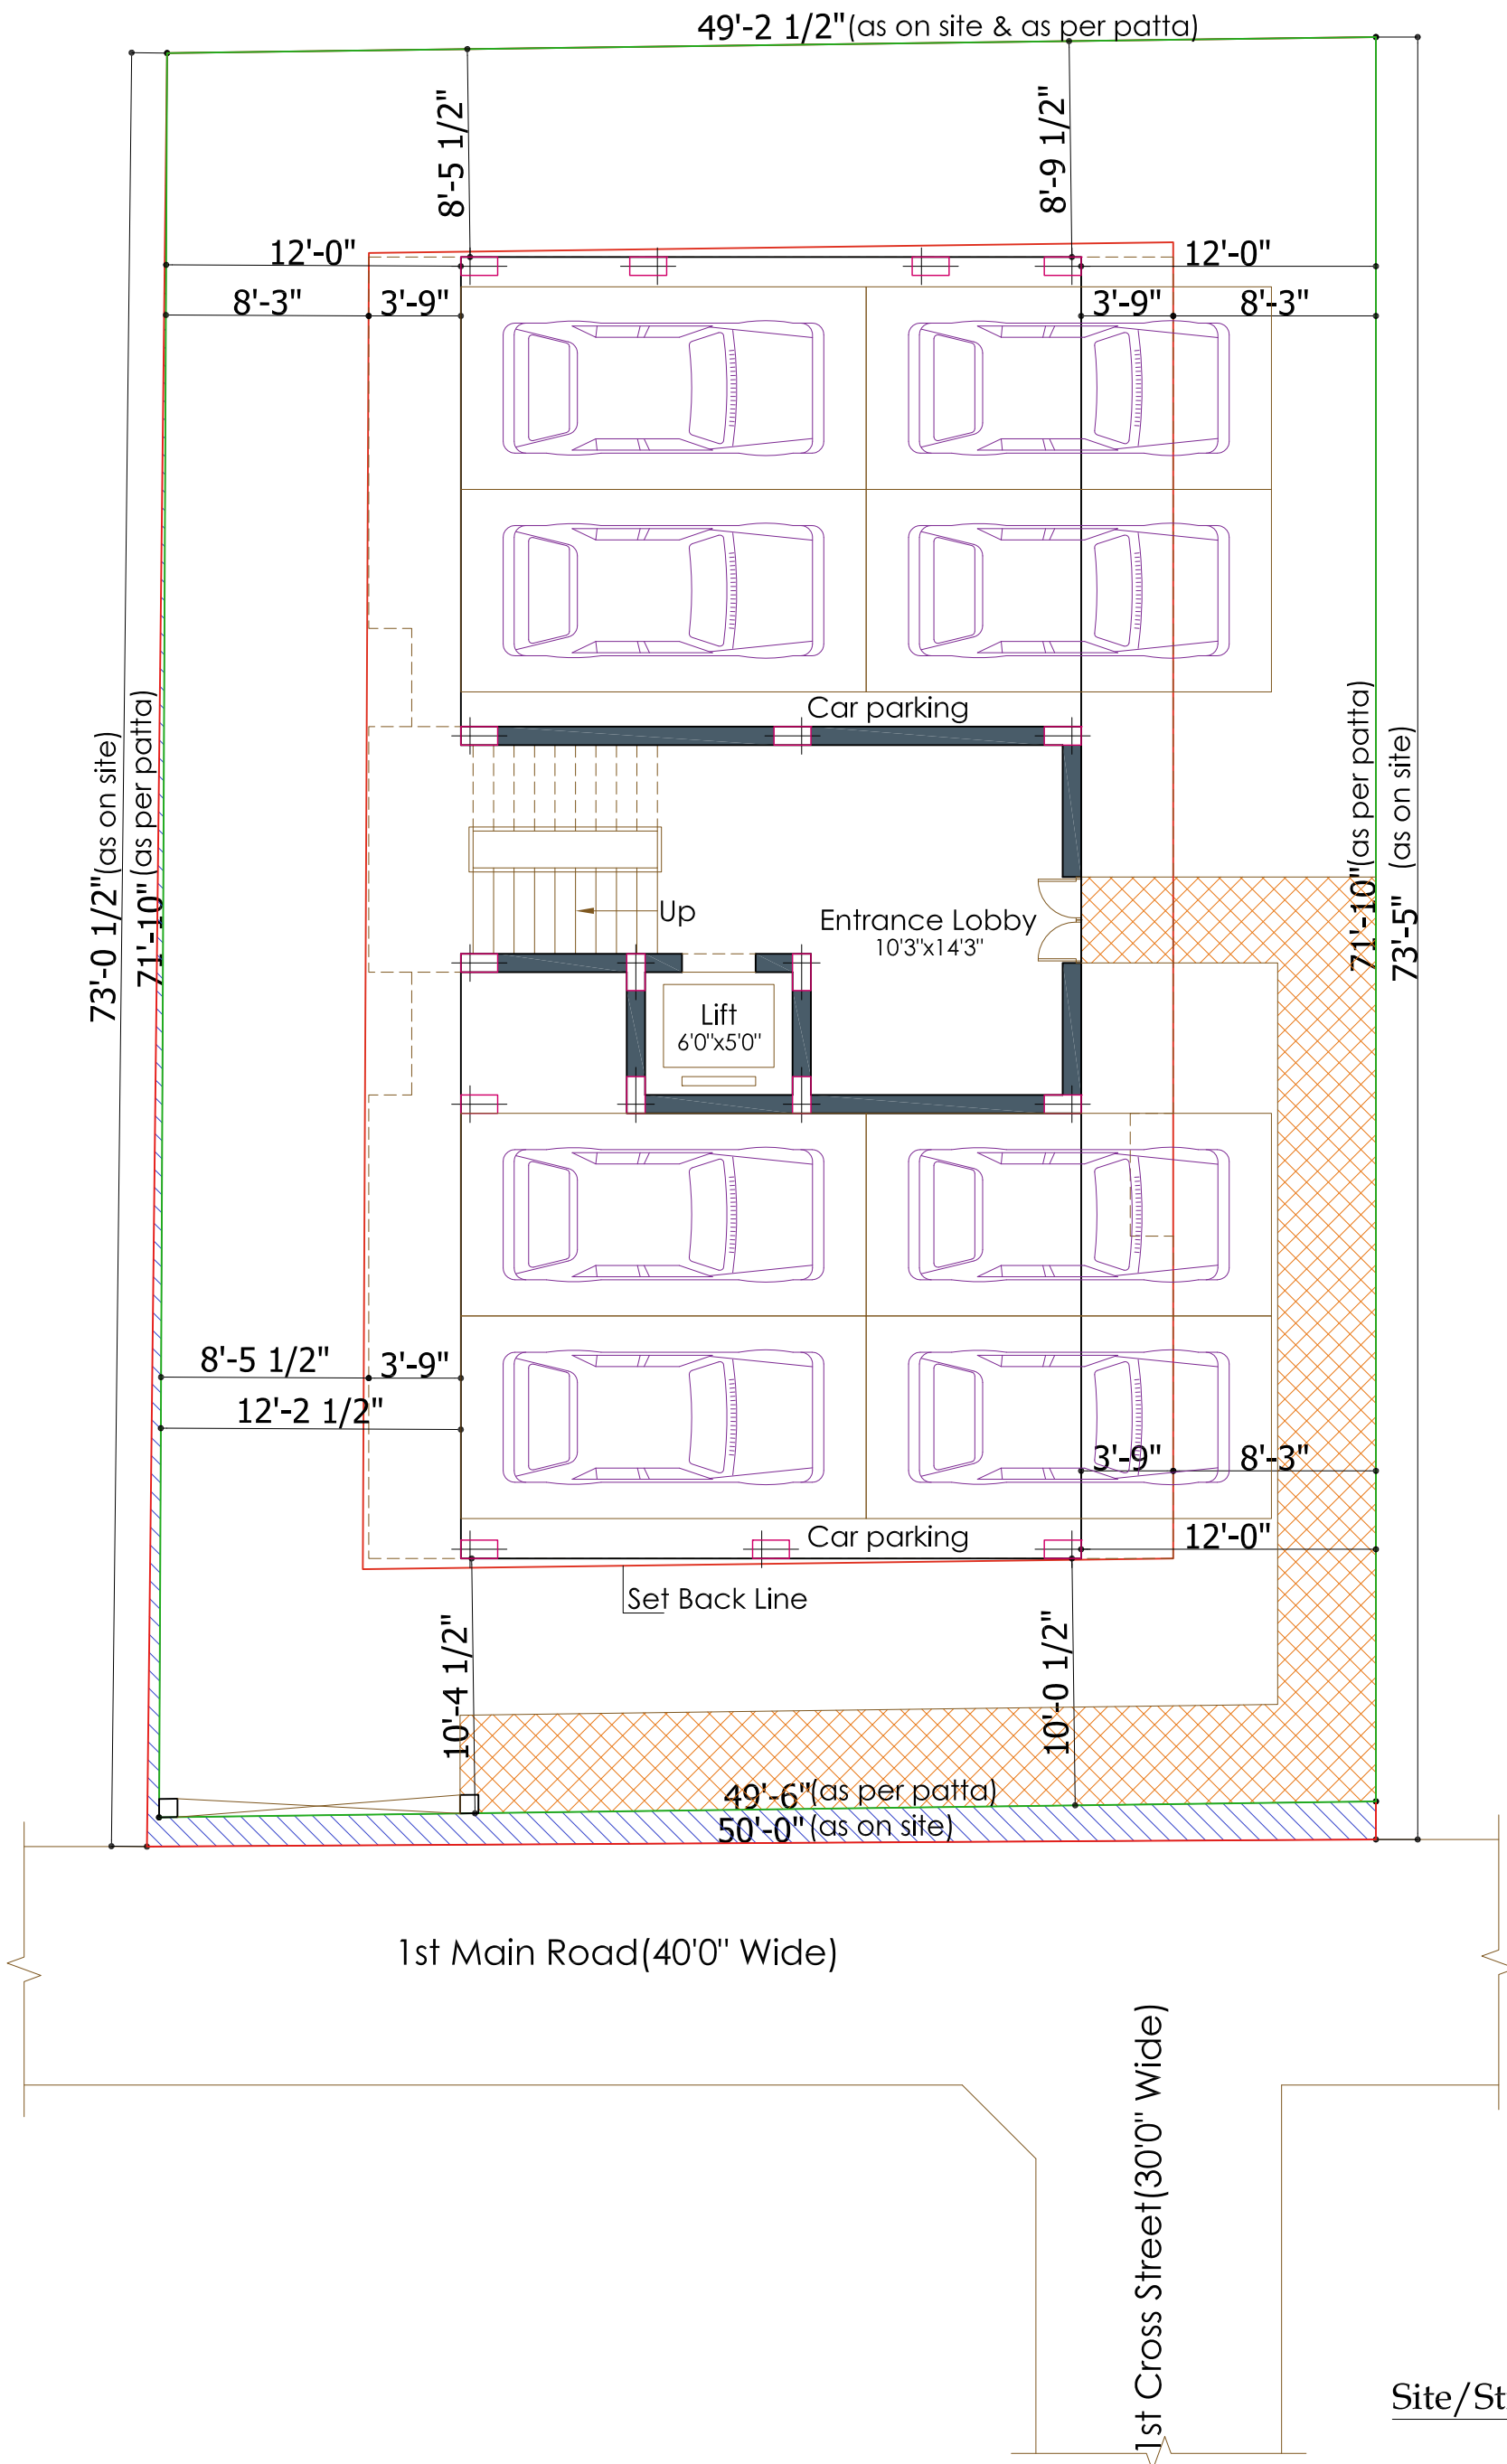 49'-2 1/2"(as on site & as per patta)
8'-5 1/2"
8'-9 1/2"
12'-0"
12'-0"
8'-3"
3'-9"
3'-9"
8'-3"
Car parking
73'-0 1/2"(as on site)
71'-10"(as per patta)
71'-10"(as per patta)
73'-5" (as on site)
Up
Entrance Lobby
10'3"x14'3"
Lift
6'0"x5'0"
8'-5 1/2"
3'-9"
12'-2 1/2"
3'-9"
8'-3"
Car parking
12'-0"
Set Back Line
10'-4 1/2"
10'-0 1/2"
49'-6"(as per patta)
50'-0"(as on site)
1st Main Road(40'0" Wide)
1st Cross Street(30'0" Wide)
Site/St